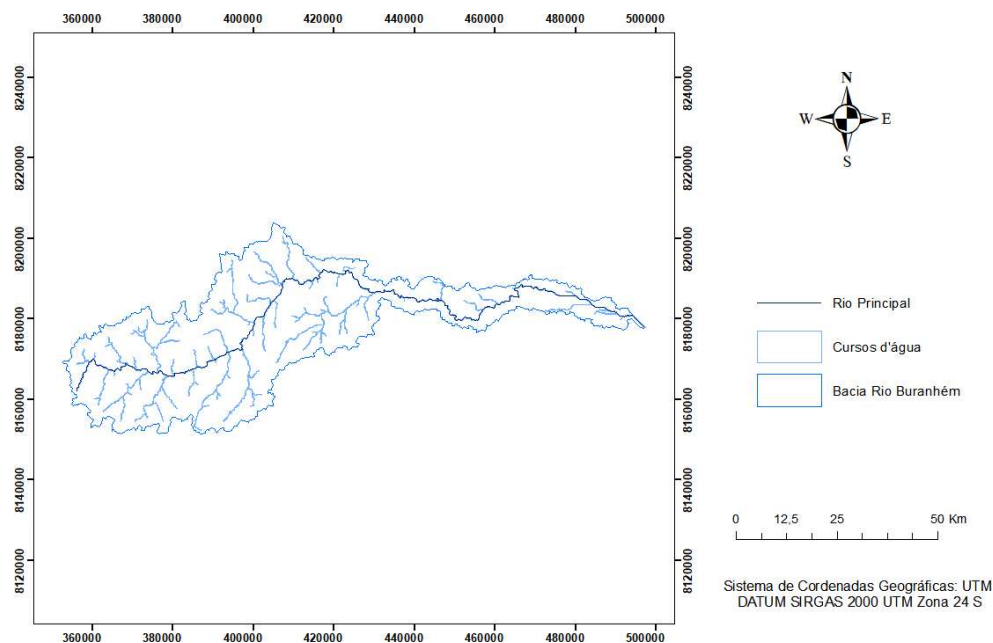 360000 380000 400000 420000 440000 460000 480000 500000
8240000
8220000
8200000
8180000
8160000
8140000
8120000
8240000
8220000
8200000
8180000
8160000
8140000
8120000
360000 380000 400000 420000 440000 460000 480000 500000
N
W E
S
Rio Principal
Cursos d'água
Bacia Rio Buranhém
0 12,5 25 50 Km
Sistema de Cordenadas Geográficas: UTM
DATUM SIRGAS 2000 UTM Zona 24 S